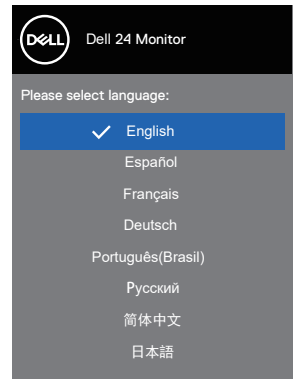 DELL
Dell 24 Monitor
Please select language:
English
Español
Français
Deutsch
Português(Brasil)
Русский
简体中文
日本語